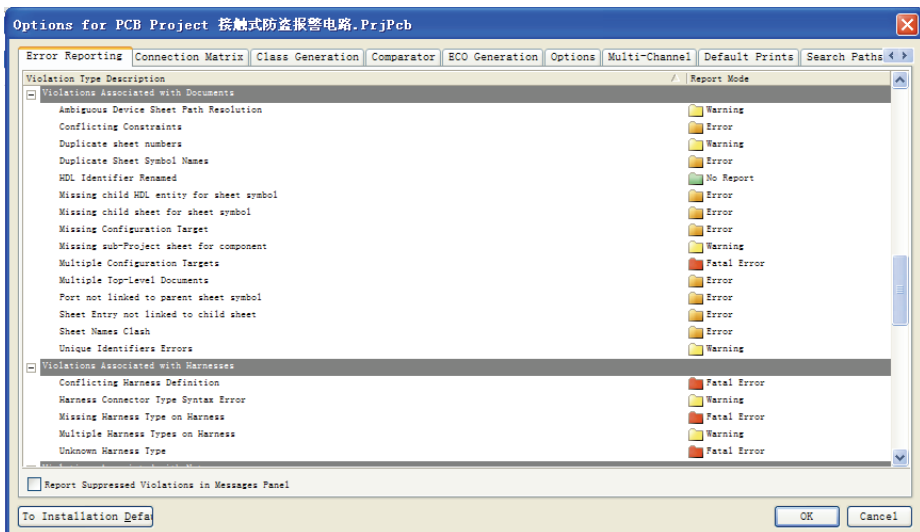 Options for PCB Project 接触式防盗报警电路.PrjPcb
Error Reporting Connection Matrix Class Generation Comparator ECO Generation Options Multi-Channel Default Prints Search Paths
Violation Type Description Report Mode
Violations Associated with Documents
Ambiguous Device Sheet Path Resolution Warning
Conflicting Constraints Error
Duplicate sheet numbers Warning
Duplicate Sheet Symbol Names Error
HDL Identifier Renamed No Report
Missing child HDL entity for sheet symbol Error
Missing child sheet for sheet symbol Error
Missing Configuration Target Error
Missing sub-Project sheet for component Warning
Multiple Configuration Targets Fatal Error
Multiple Top-Level Documents Error
Port not linked to parent sheet symbol Error
Sheet Entry not linked to child sheet Error
Sheet Names Clash Error
Unique Identifiers Errors Warning
Violations Associated with Harnesses
Conflicting Harness Definition Fatal Error
Harness Connector Type Syntax Error Warning
Missing Harness Type on Harness Fatal Error
Multiple Harness Types on Harness Warning
Unknown Harness Type Fatal Error
Report Suppressed Violations in Messages Panel
To Installation Defau OK Cancel